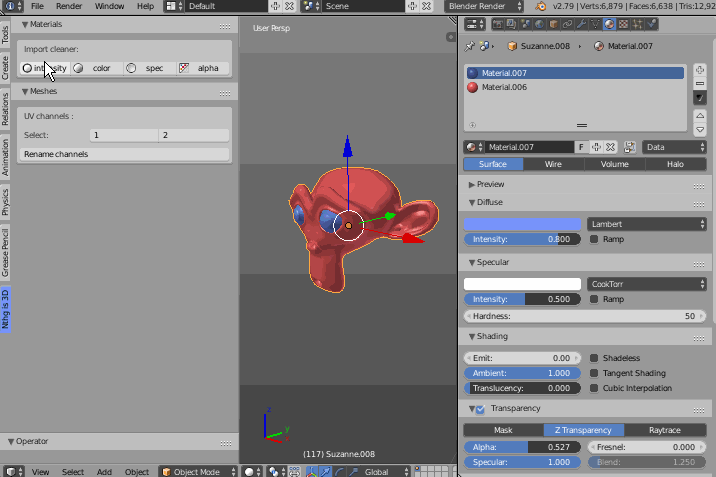 File Render Window Help Default Scene Blender Render v2.79 | Verts:6,879 | Faces:6,638 | Tris:12,92
Tools
Create
Relations
Animation
Physics
Grease Pencil
Nthg is 3D
Materials
Import cleaner:
color spec alpha
Meshes
UV channels :
Select: 1 2
Rename channels
Operator
View Select Add Object Object Mode Global
User Persp
z
y
(117) Suzanne.008
Suzanne.008 Material.007
Material.007
Material.006
Material.007 F Data
Surface Wire Volume Halo
Preview
Diffuse
Lambert
Intensity: 0.800 Ramp
Specular
CookTorr
Intensity: 0.500 Ramp
Hardness: 50
Shading
Emit: 0.00 Shadeless
Ambient: 1.000 Tangent Shading
Translucency: 0.000 Cubic Interpolation
Transparency
Mask Z Transparency Raytrace
Alpha: 0.527 Fresnel: 0.000
Specular: 1.000 Blend: 1.250